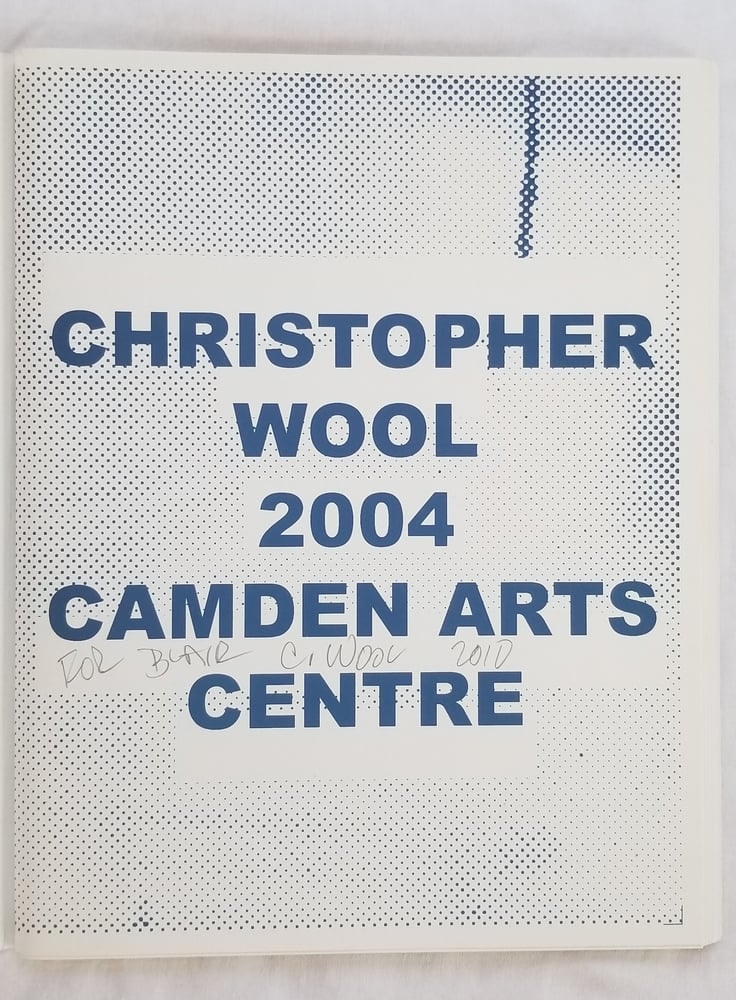 CHRISTOPHER
WOOL
2004
CAMDEN ARTS
FOR BLAIR C. WOOL 2010
CENTRE